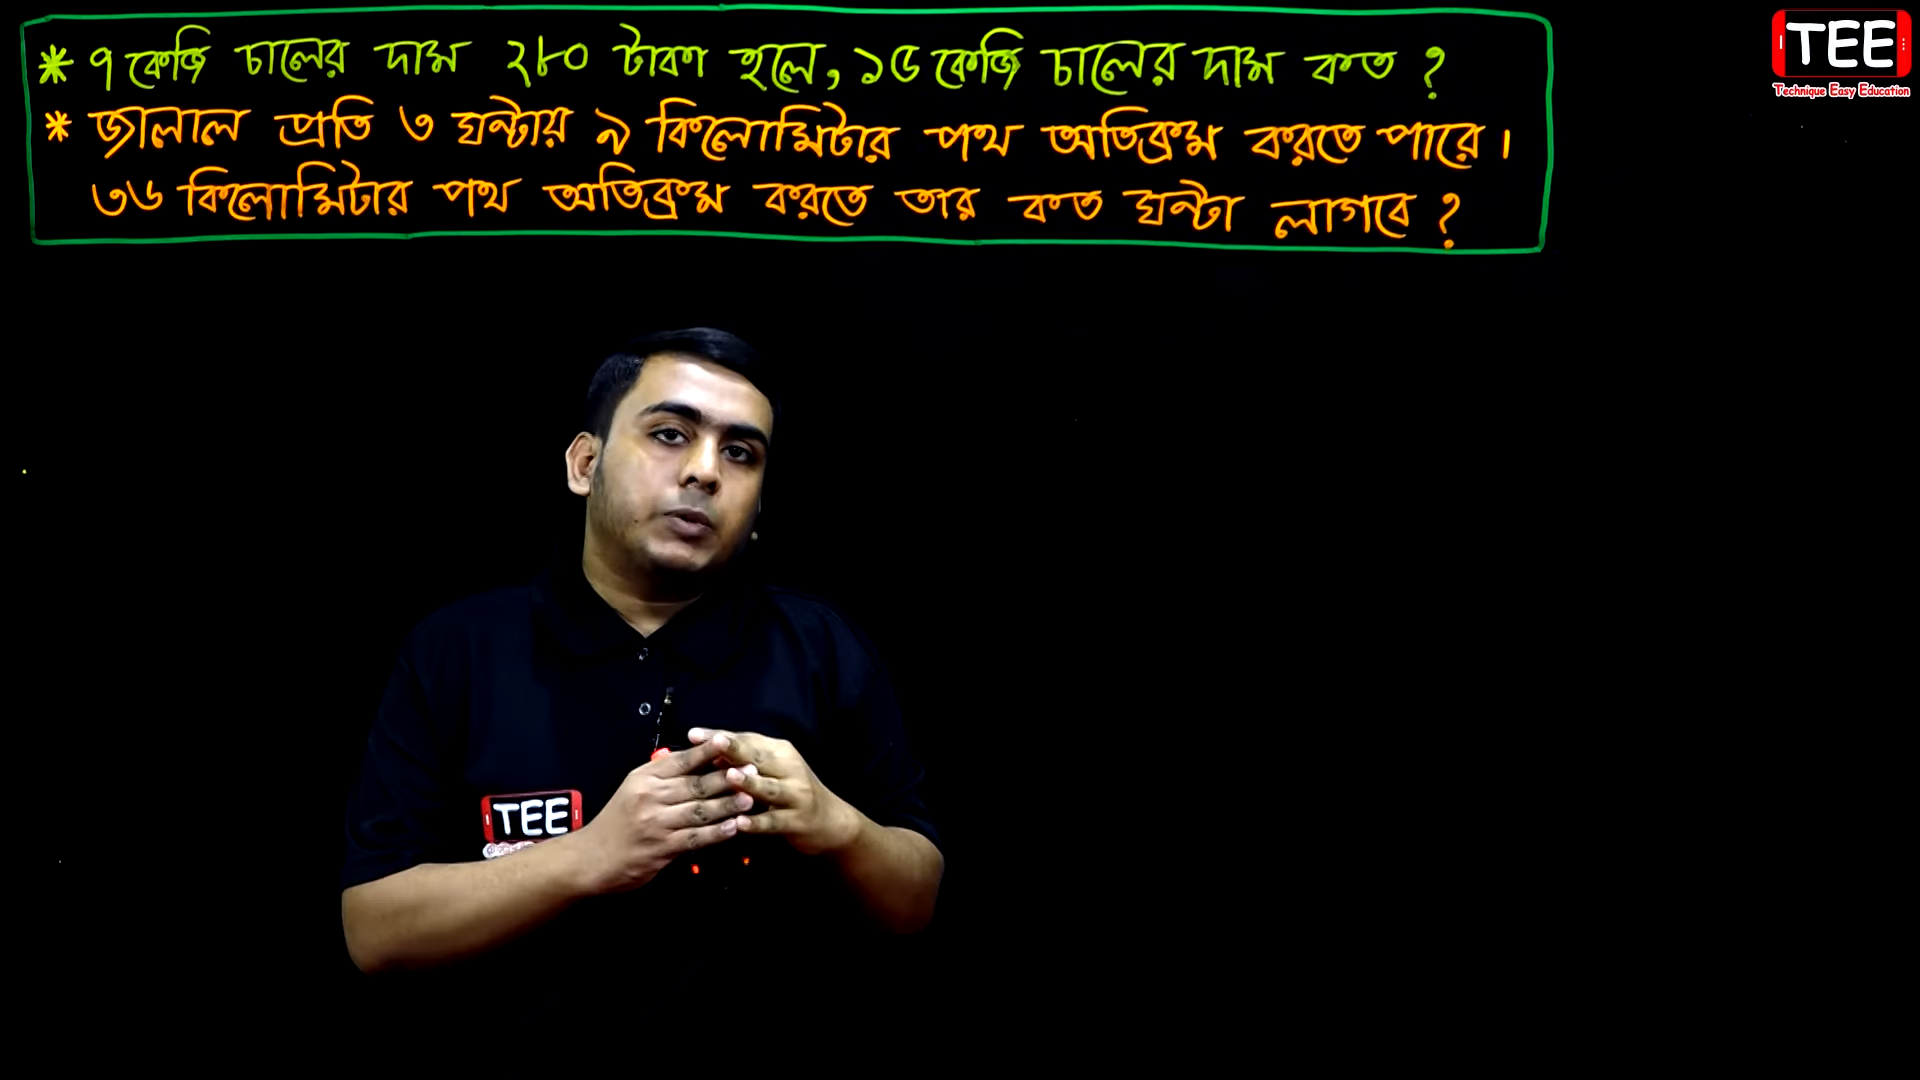 * ৭ কেজি চালের দাম ২৮০ টাকা হলে, ১৫ কেজি চালের দাম কত ?
* জালাল প্রতি ৩ ঘন্টায় ৯ কিলোমিটার পথ অতিক্রম করতে পারে।
৩৬ কিলোমিটার পথ অতিক্রম করতে তার কত ঘন্টা লাগবে ?
TEE
Technique Easy Education
TEE